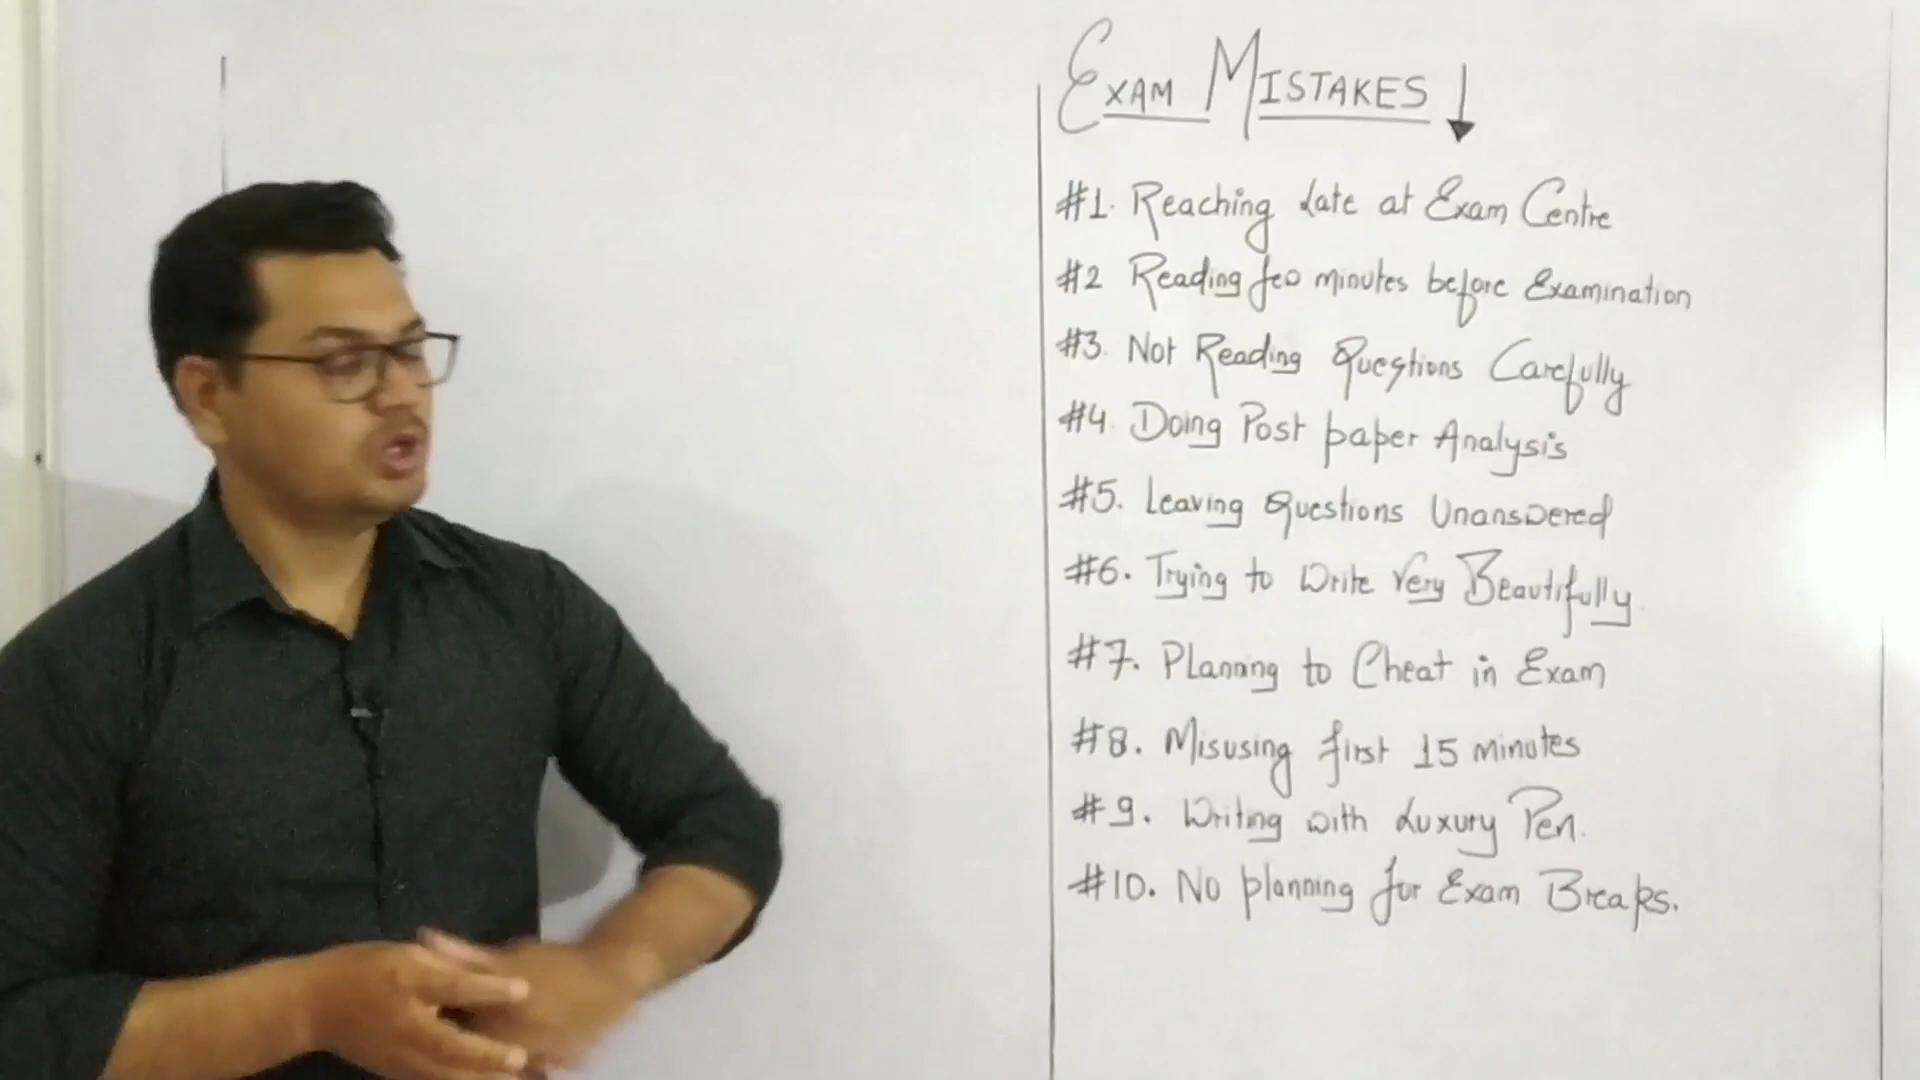 EXAM MISTAKES
#1. Reaching Late at Exam Centre
#2 Reading few minutes before Examination
#3. Not Reading Questions Carefully
#4. Doing Post paper Analysis
#5. Leaving Questions Unanswered
#6. Trying to Write Very Beautifully
#7. Planning to Cheat in Exam
#8. Misusing first 15 minutes
#9. Writing with Luxury Pen.
#10. No planning for Exam Breaks.